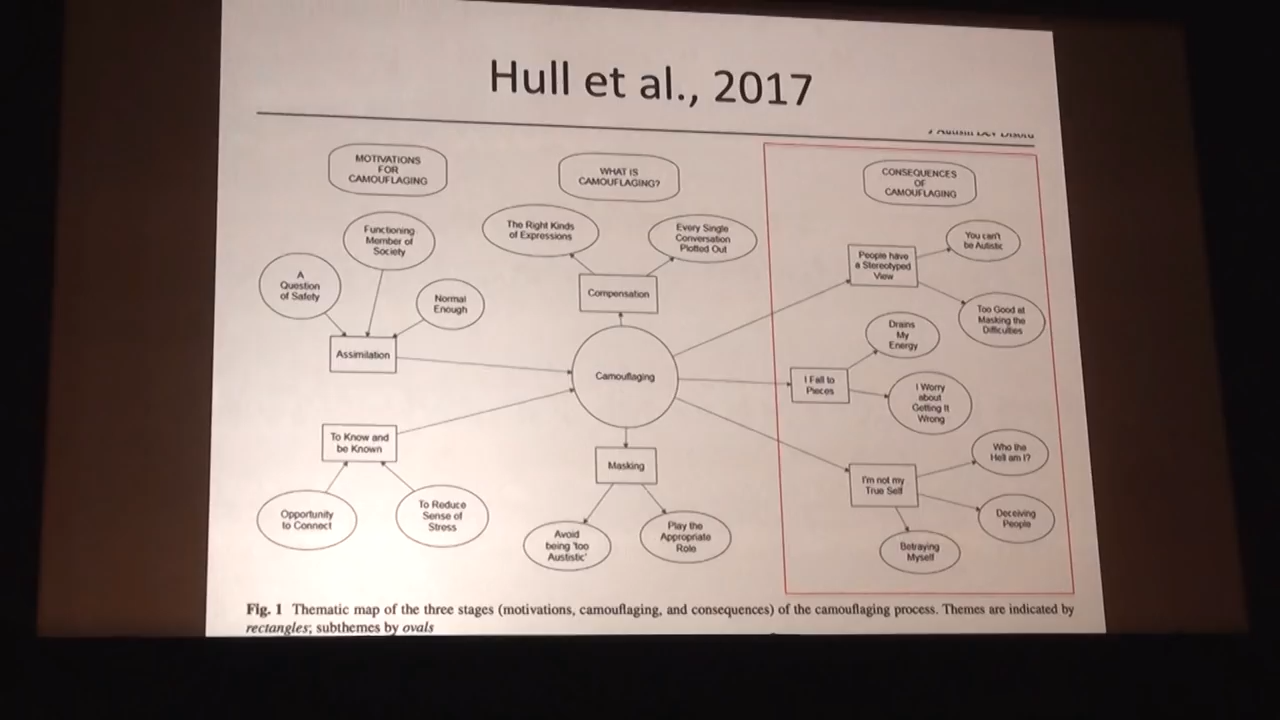 Hull et al., 2017
MOTIVATIONS
FOR
CAMOUFLAGING
WHAT IS
CAMOUFLAGING?
CONSEQUENCES
OF
CAMOUFLAGING
Functioning
Member of
Society
A
Question
of Safety
Normal
Enough
Assimilation
To Know and
be Known
Opportunity
to Connect
To Reduce
Sense of
Stress
The Right Kinds
of Expressions
Every Single
Conversation
Plotted Out
Compensation
Camouflaging
Masking
Avoid
being 'too
Austistic'
Play the
Appropriate
Role
People have
a Stereotyped
View
You can't
be Autistic
Too Good at
Masking the
Difficulties
I Fall to
Pieces
Drains
My
Energy
I Worry
about
Getting It
Wrong
I'm not my
True Self
Who the
Hell am I?
Deceiving
People
Betraying
Myself
Fig. 1 Thematic map of the three stages (motivations, camouflaging, and consequences) of the camouflaging process. Themes are indicated by
rectangles; subthemes by ovals